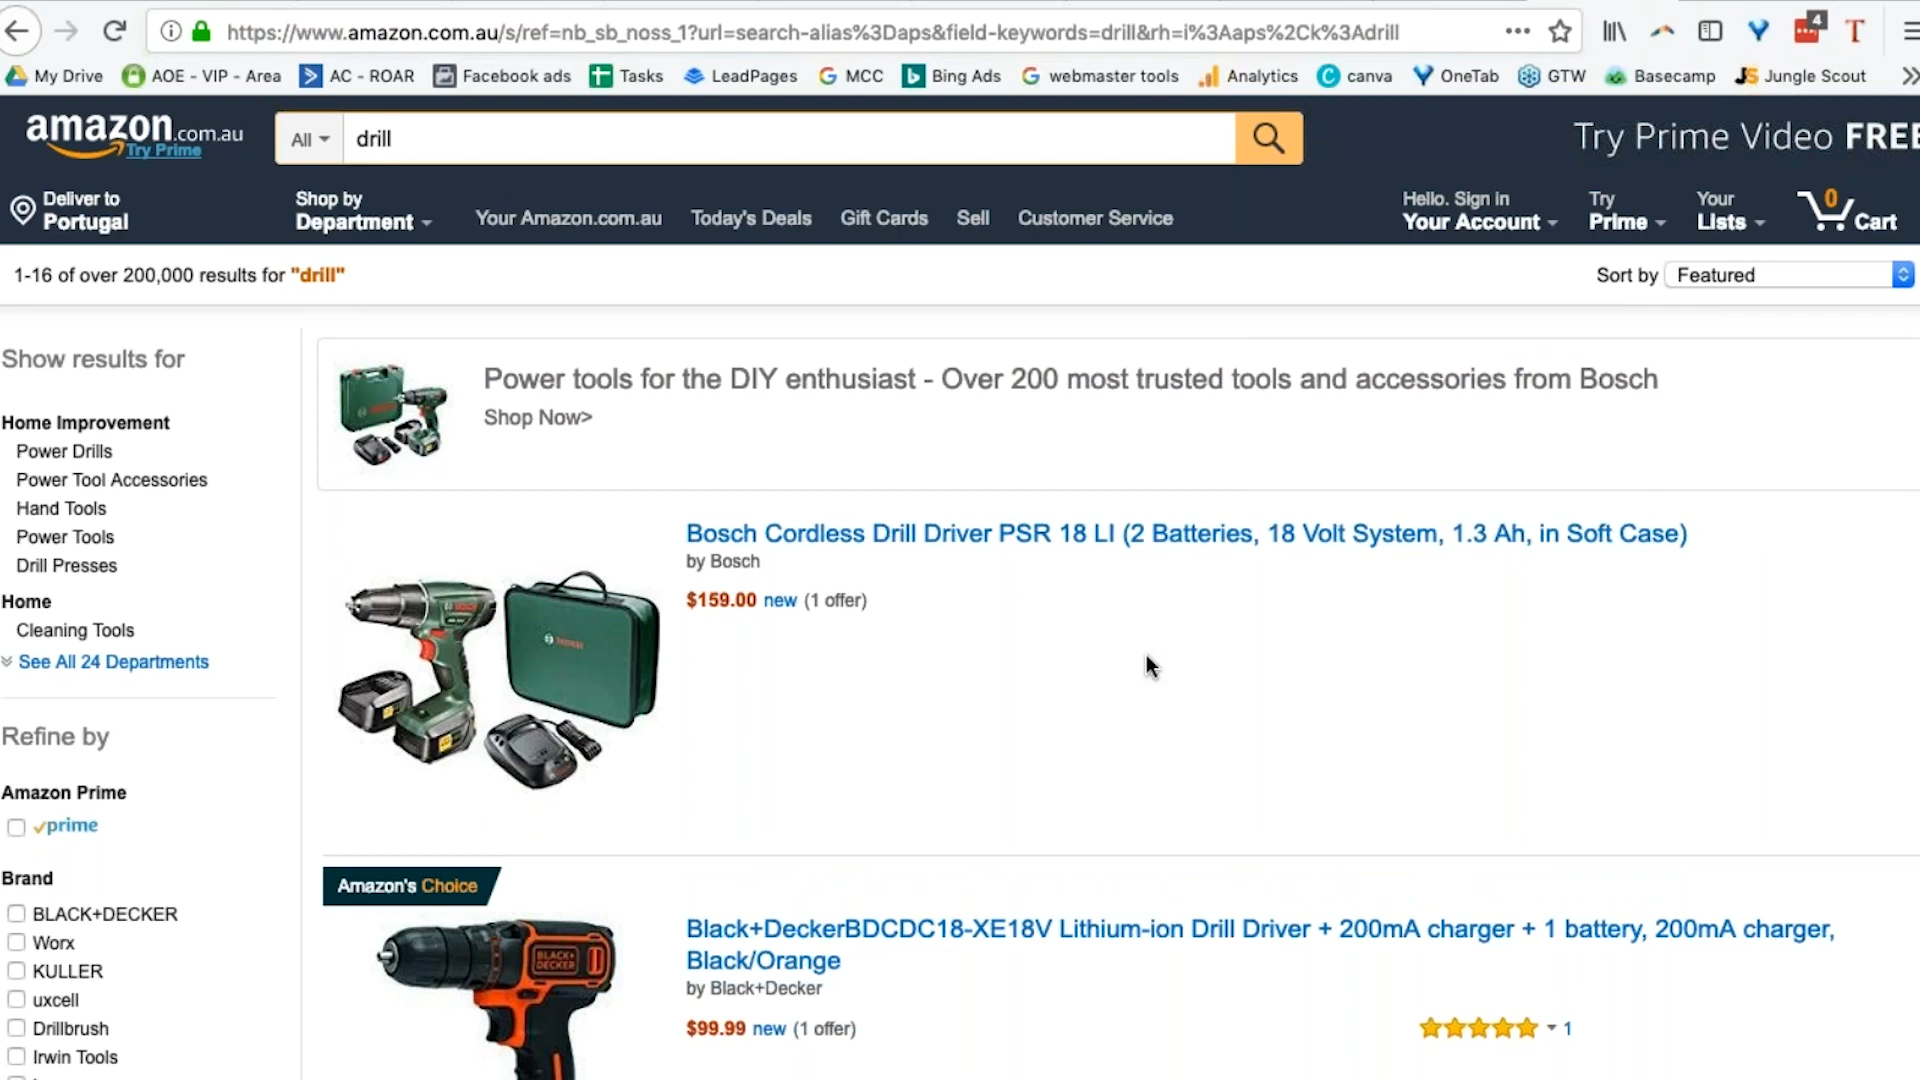 https://www.amazon.com.au/s/ref=nb_sb_noss_1?url=search-alias%3Daps&field-keywords=drill&rh=i%3Aaps%2Ck%3Adrill
4
My Drive AOE - VIP - Area AC - ROAR Facebook ads Tasks LeadPages MCC Bing Ads webmaster tools Analytics canva OneTab GTW Basecamp Jungle Scout
amazon.com.au
Try Prime
All drill
Try Prime Video FREE
Deliver to
Portugal
Shop by
Department
Your Amazon.com.au Today's Deals Gift Cards Sell Customer Service
Hello. Sign in
Your Account
Try
Prime
Your
Lists
0
Cart
1-16 of over 200,000 results for "drill"
Sort by Featured
Show results for
Home Improvement
Power Drills
Power Tool Accessories
Hand Tools
Power Tools
Drill Presses
Home
Cleaning Tools
See All 24 Departments
Refine by
Amazon Prime
prime
Brand
BLACK+DECKER
Worx
KULLER
uxcell
Drillbrush
Irwin Tools
Power tools for the DIY enthusiast - Over 200 most trusted tools and accessories from Bosch
Shop Now>
Bosch Cordless Drill Driver PSR 18 LI (2 Batteries, 18 Volt System, 1.3 Ah, in Soft Case)
by Bosch
$159.00 new (1 offer)
Amazon's Choice
Black+DeckerBDCDC18-XE18V Lithium-ion Drill Driver + 200mA charger + 1 battery, 200mA charger,
Black/Orange
by Black+Decker
$99.99 new (1 offer)
1
BLACK+
DECKER